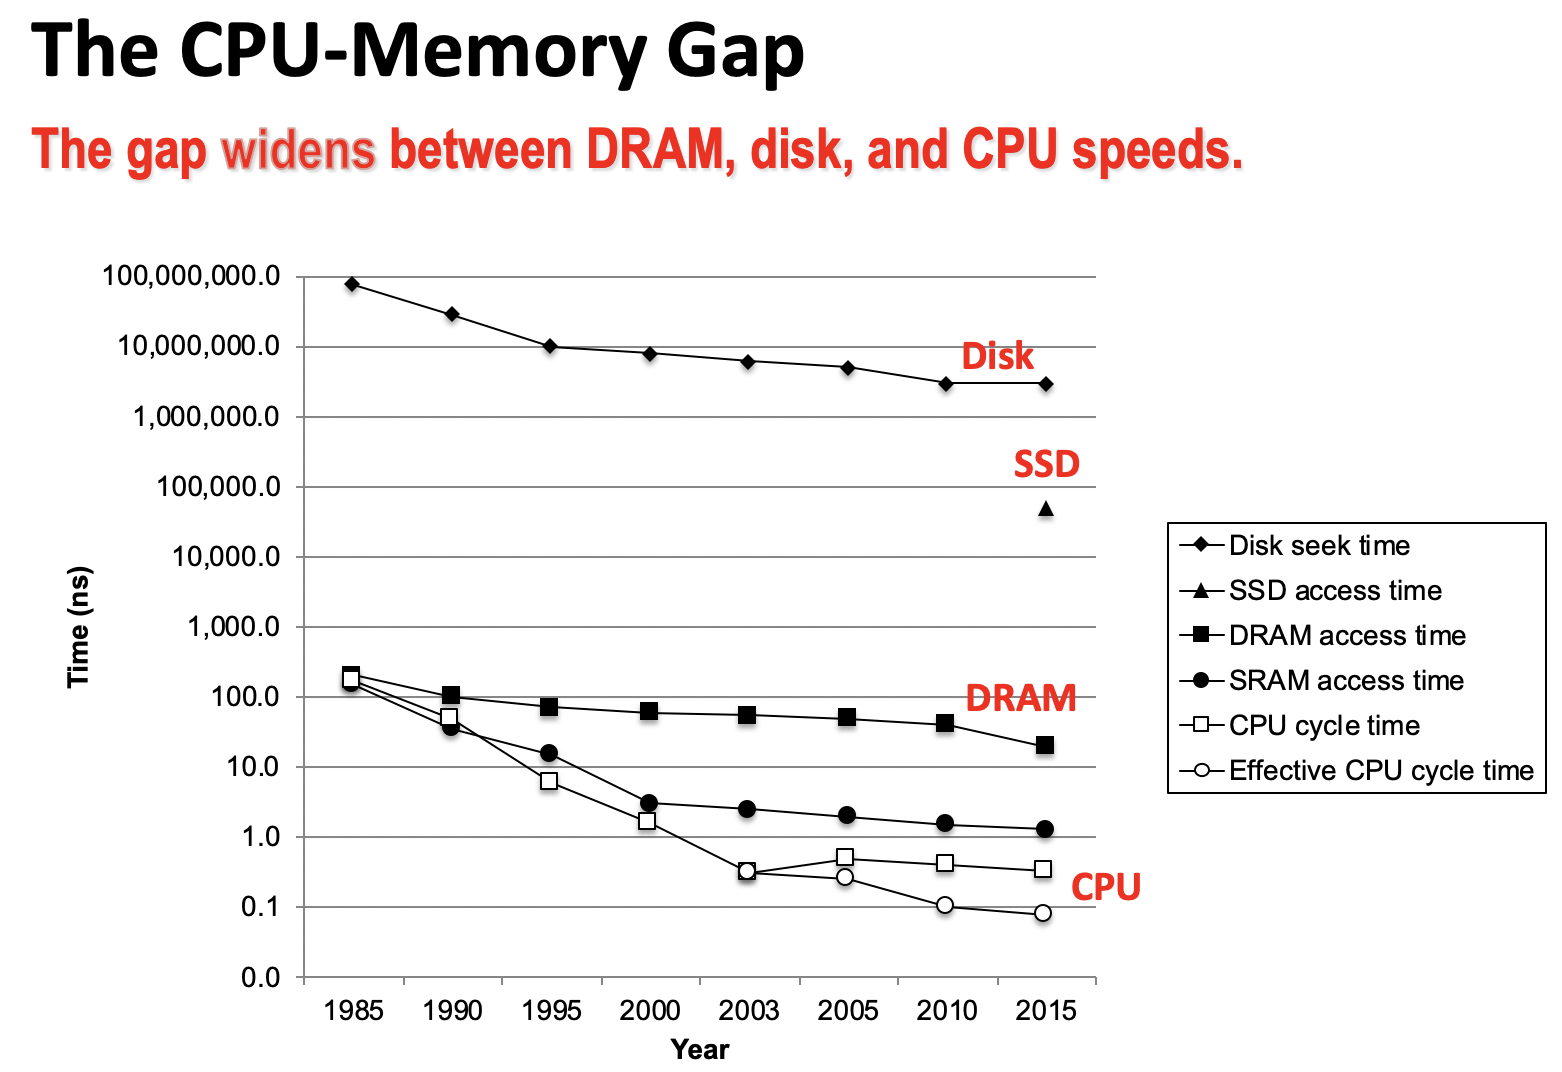 The CPU-Memory Gap
The gap widens between DRAM, disk, and CPU speeds.
100,000,000.0
10,000,000.0
1,000,000.0
100,000.0
10,000.0
1,000.0
100.0
10.0
1.0
0.1
0.0
Time (ns)
Disk
SSD
DRAM
CPU
1985 1990 1995 2000 2003 2005 2010 2015
Year
Disk seek time
SSD access time
DRAM access time
SRAM access time
CPU cycle time
Effective CPU cycle time